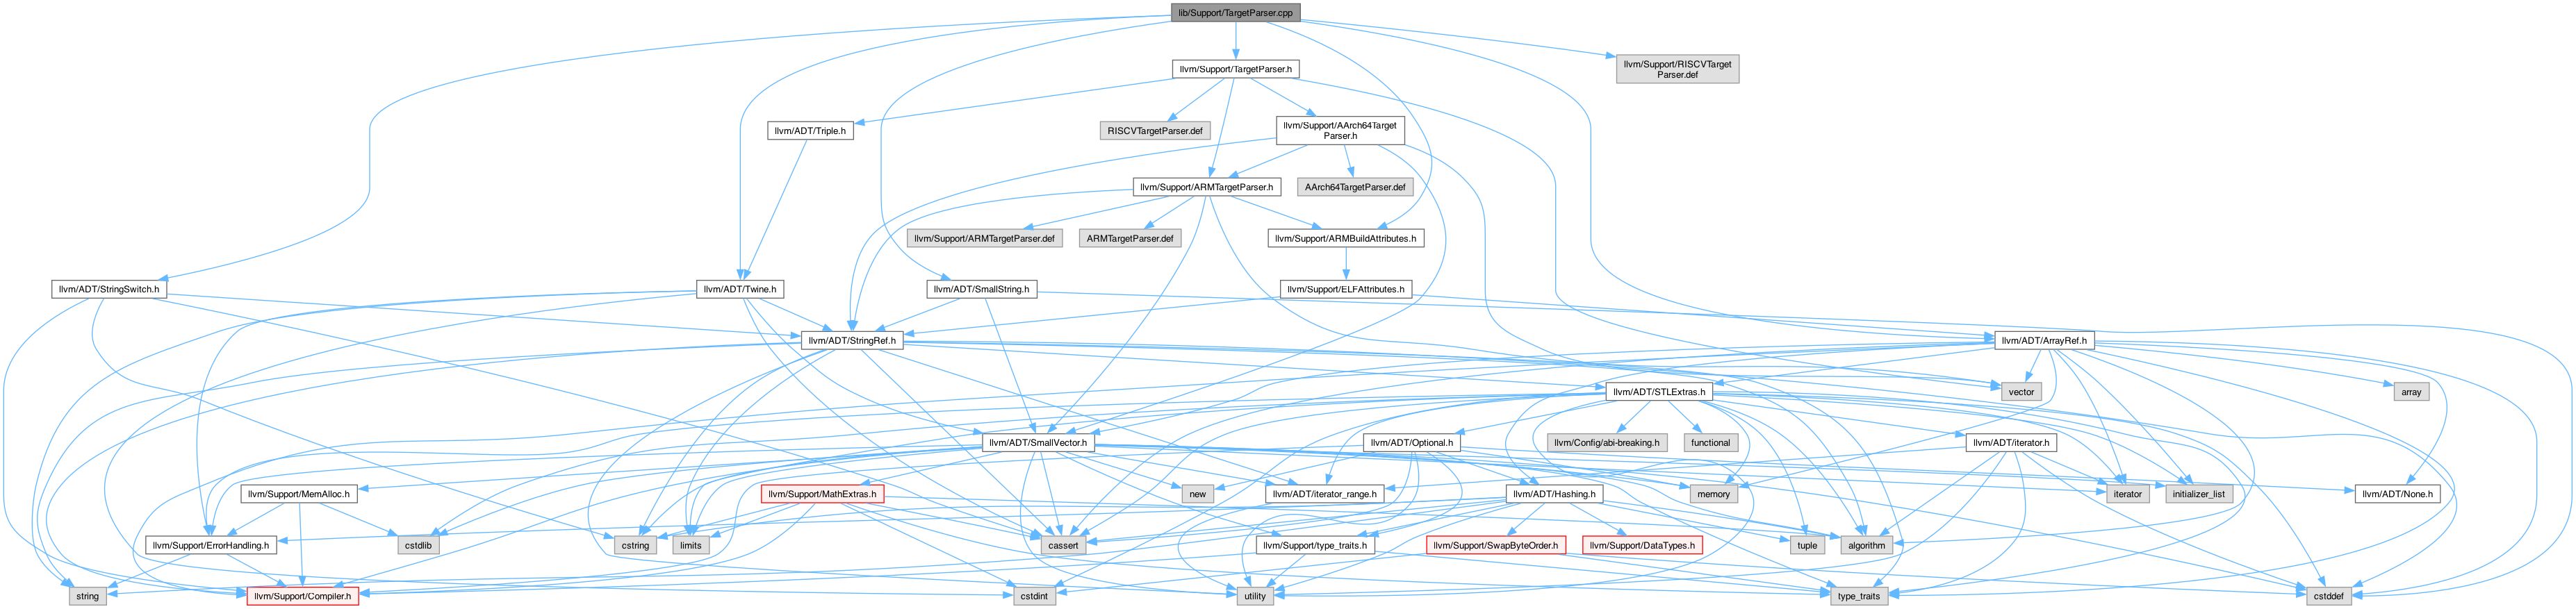 lib/Support/TargetParser.cpp
llvm/Support/TargetParser.h
llvm/Support/RISCVTarget
Parser.def
llvm/ADT/Triple.h
RISCVTargetParser.def
llvm/Support/AArch64Target
Parser.h
llvm/Support/ARMTargetParser.h
AArch64TargetParser.def
llvm/Support/ARMTargetParser.def
ARMTargetParser.def
llvm/Support/ARMBuildAttributes.h
llvm/ADT/StringSwitch.h
llvm/ADT/Twine.h
llvm/ADT/SmallString.h
llvm/Support/ELFAttributes.h
llvm/ADT/StringRef.h
llvm/ADT/ArrayRef.h
llvm/ADT/STLExtras.h
vector
array
llvm/ADT/SmallVector.h
llvm/ADT/Optional.h
llvm/Config/abi-breaking.h
functional
llvm/ADT/iterator.h
llvm/Support/MemAlloc.h
llvm/Support/MathExtras.h
new
llvm/ADT/iterator_range.h
llvm/ADT/Hashing.h
memory
iterator
initializer_list
llvm/ADT/None.h
llvm/Support/ErrorHandling.h
cstdlib
cstring
limits
cassert
llvm/Support/type_traits.h
llvm/Support/SwapByteOrder.h
llvm/Support/DataTypes.h
tuple
algorithm
string
llvm/Support/Compiler.h
cstdint
utility
type_traits
cstddef